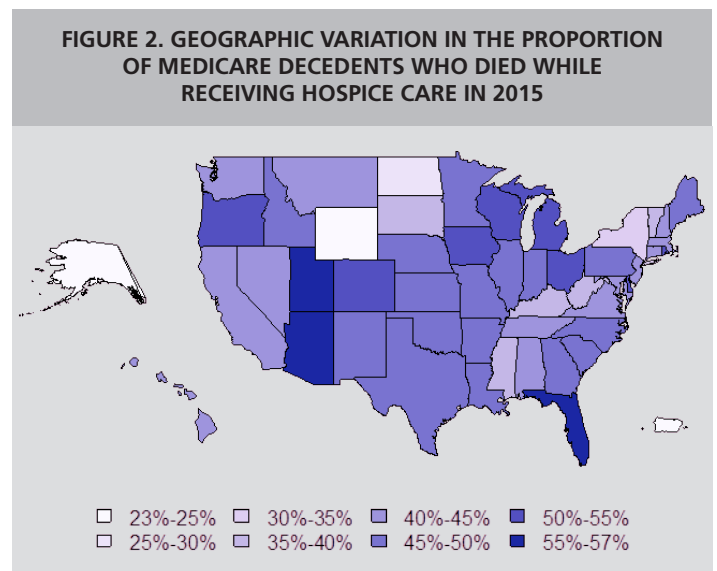 FIGURE 2. GEOGRAPHIC VARIATION IN THE PROPORTION
OF MEDICARE DECEDENTS WHO DIED WHILE
RECEIVING HOSPICE CARE IN 2015
23%-25% 30%-35% 40%-45% 50%-55%
25%-30% 35%-40% 45%-50% 55%-57%